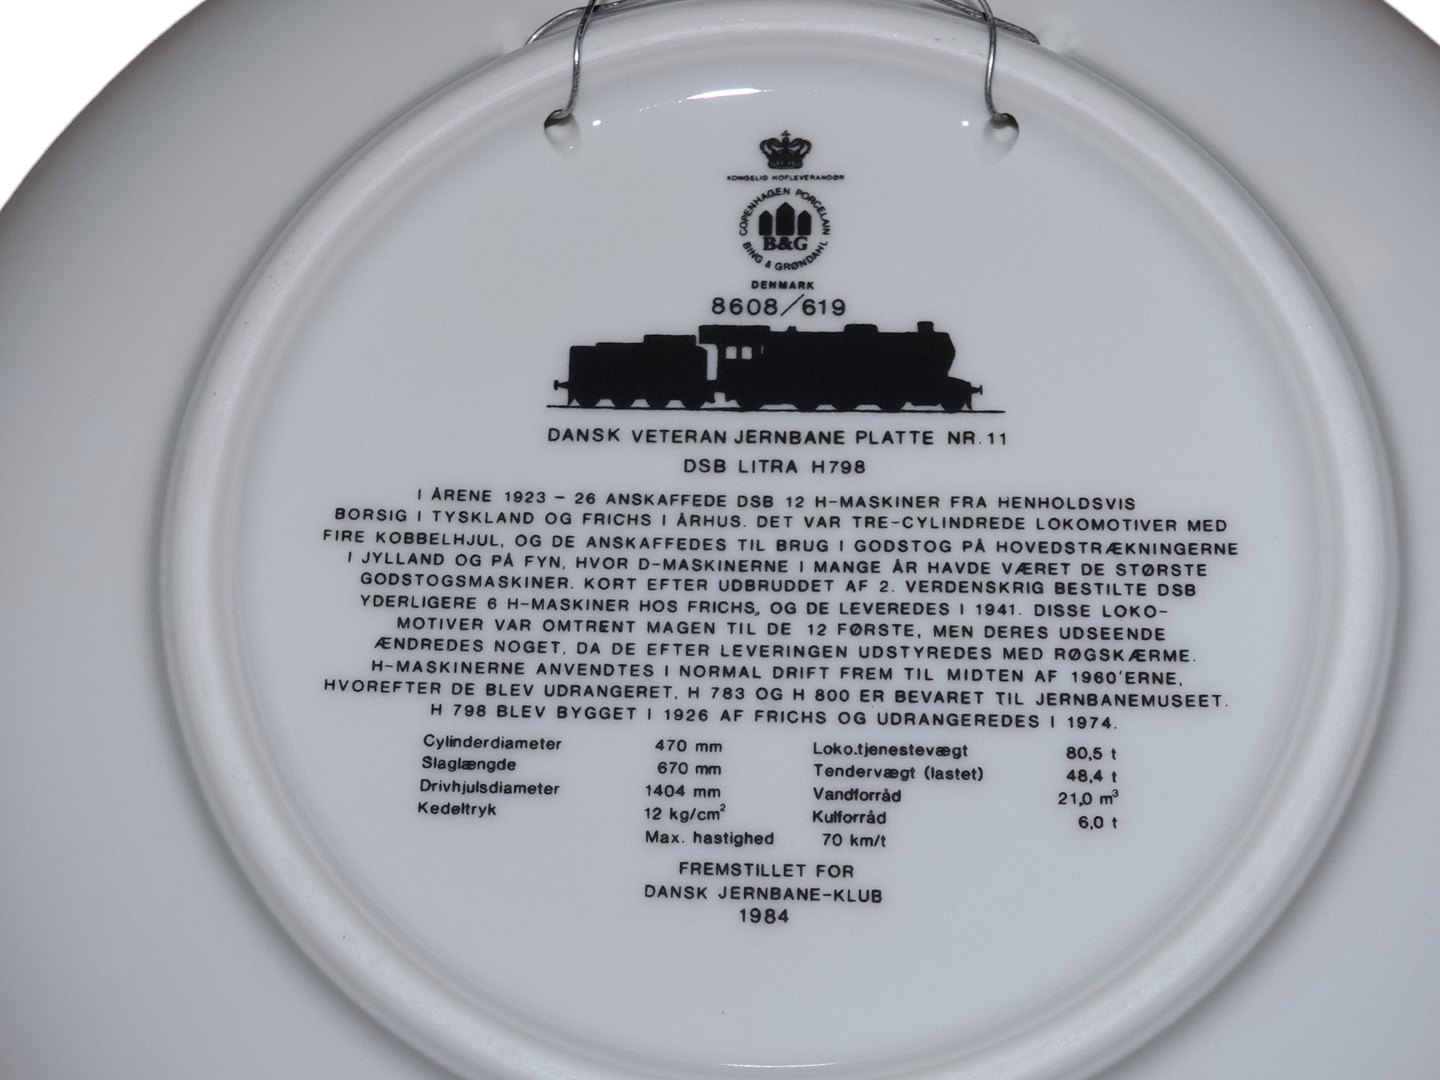 KONGELIG HOFLEVERANDØR
COPENHAGEN PORCELAIN
B&G
BING & GRØNDAHL
DENMARK
8608/619
DANSK VETERAN JERNBANE PLATTE NR. 11
DSB LITRA H798
I ÅRENE 1923 - 26 ANSKAFFEDE DSB 12 H-MASKINER FRA HENHOLDSVIS
BORSIG I TYSKLAND OG FRICHS I ÅRHUS. DET VAR TRE-CYLINDREDE LOKOMOTIVER MED
FIRE KOBBELHJUL, OG DE ANSKAFFEDES TIL BRUG I GODSTOG PÅ HOVEDSTRÆKNINGERNE
I JYLLAND OG PÅ FYN, HVOR D-MASKINERNE I MANGE ÅR HAVDE VÆRET DE STØRSTE
GODSTOGSMASKINER. KORT EFTER UDBRUDDET AF 2. VERDENSKRIG BESTILTE DSB
YDERLIGERE 6 H-MASKINER HOS FRICHS, OG DE LEVEREDES I 1941. DISSE LOKO-
MOTIVER VAR OMTRENT MAGEN TIL DE 12 FØRSTE, MEN DERES UDSEENDE
ÆNDREDES NOGET, DA DE EFTER LEVERINGEN UDSTYREDES MED RØGSKÆRME.
H-MASKINERNE ANVENDTES I NORMAL DRIFT FREM TIL MIDTEN AF 1960'ERNE,
HVOREFTER DE BLEV UDRANGERET, H 783 OG H 800 ER BEVARET TIL JERNBANEMUSEET.
H 798 BLEV BYGGET I 1926 AF FRICHS OG UDRANGEREDES I 1974.
Cylinderdiameter 470 mm Loko.tjenestevægt 80,5 t
Slaglængde 670 mm Tendervægt (lastet) 48,4 t
Drivhjulsdiameter 1404 mm Vandforråd 21,0 m³
Kedeltryk 12 kg/cm² Kulforråd 6,0 t
Max. hastighed 70 km/t
FREMSTILLET FOR
DANSK JERNBANE-KLUB
1984